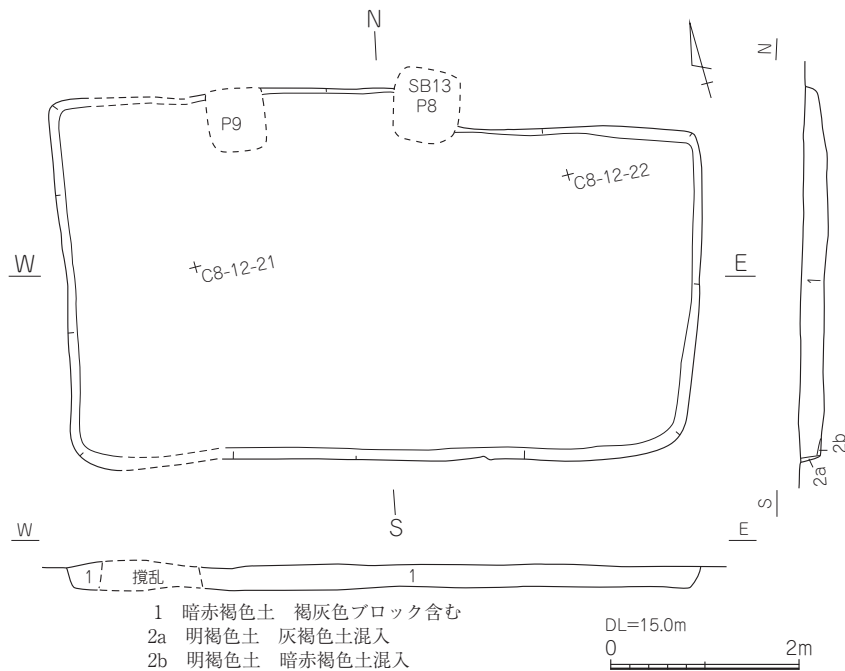 N
N
SB13
P8
P9
C8-12-22
C8-12-21
W
E
1
2b
2a
S
S
W
E
1
撹乱
1
1 暗赤褐色土 褐灰色ブロック含む
2a 明褐色土 灰褐色土混入
2b 明褐色土 暗赤褐色土混入
DL=15.0m
0
2m